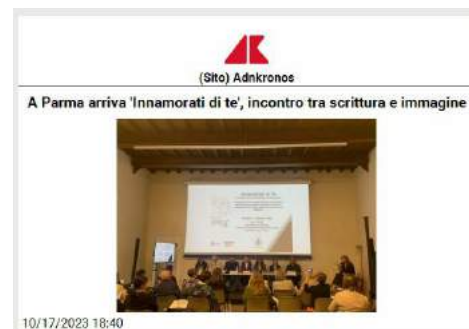 (Sito) Adnkronos
A Parma arriva 'Innamorati di te', incontro tra scrittura e immagine
10/17/2023 18:40